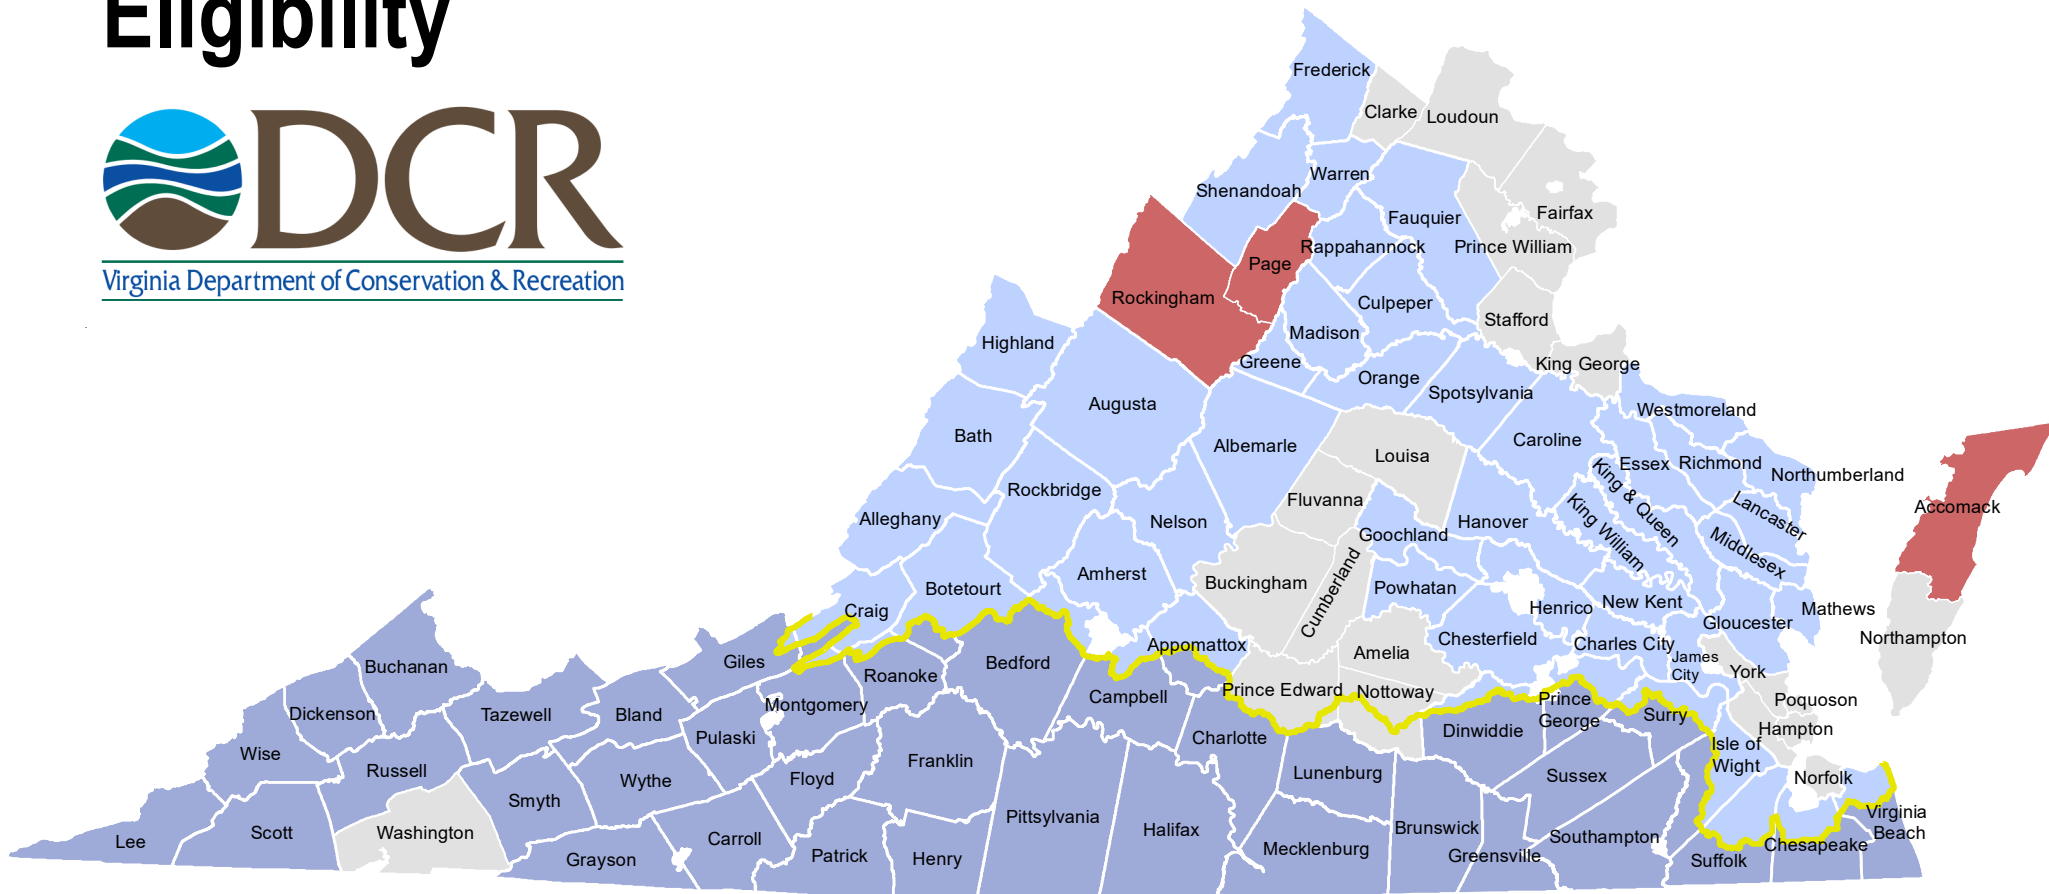 Eligibility
DCR
Virginia Department of Conservation & Recreation
Frederick
Clarke
Loudoun
Warren
Shenandoah
Fairfax
Fauquier
Rappahannock
Prince William
Page
Rockingham
Culpeper
Stafford
Madison
Highland
Greene
King George
Orange
Spotsylvania
Augusta
Westmoreland
Bath
Albemarle
Caroline
Louisa
Essex
Richmond
Northumberland
Rockbridge
Fluvanna
King & Queen
Lancaster
Accomack
Alleghany
Nelson
Hanover
King William
Goochland
Middlesex
Amherst
Buckingham
Cumberland
Powhatan
Botetourt
Craig
Henrico
New Kent
Mathews
Gloucester
Northampton
Chesterfield
Charles City
Appomattox
Amelia
James
City
York
Buchanan
Giles
Bedford
Roanoke
Prince Edward
Nottoway
Campbell
Poquoson
Montgomery
Prince
George
Dickenson
Tazewell
Bland
Surry
Hampton
Pulaski
Charlotte
Dinwiddie
Isle of
Wight
Wise
Russell
Franklin
Wythe
Floyd
Lunenburg
Sussex
Norfolk
Smyth
Pittsylvania
Virginia
Beach
Lee
Scott
Washington
Carroll
Halifax
Brunswick
Southampton
Chesapeake
Grayson
Patrick
Henry
Mecklenburg
Greensville
Suffolk